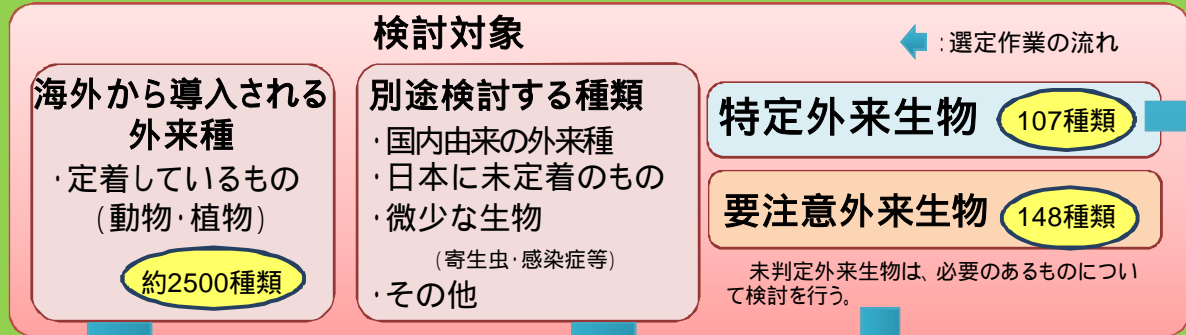 検討対象
:選定作業の流れ
海外から導入される
外来種
・定着しているもの
(動物・植物)
約2500種類
別途検討する種類
・国内由来の外来種
・日本に未定着のもの
・微少な生物
(寄生虫・感染症等)
・その他
特定外来生物
107種類
要注意外来生物
148種類
未判定外来生物は、必要のあるものについ
て検討を行う。